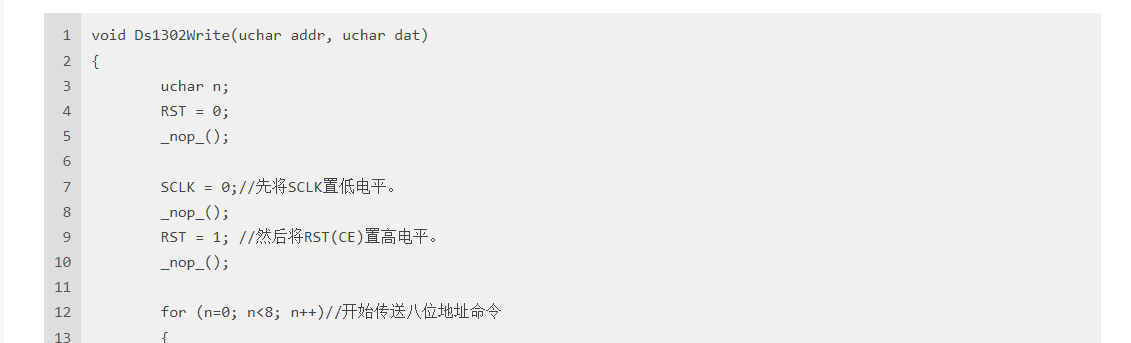 1 void Ds1302Write(uchar addr, uchar dat)
2 {
3 uchar n;
4 RST = 0;
5 _nop_();
6
7 SCLK = 0;//先将SCLK置低电平。
8 _nop_();
9 RST = 1; //然后将RST(CE)置高电平。
10 _nop_();
11
12 for (n=0; n<8; n++)//开始传送八位地址命令
13 {